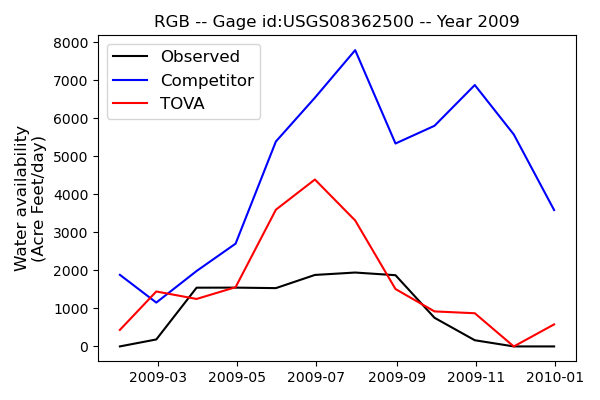 RGB -- Gage id:USGS08362500 -- Year 2009
Water availability
(Acre Feet/day)
8000
7000
6000
5000
4000
3000
2000
1000
0
Observed
Competitor
TOVA
2009-03 2009-05 2009-07 2009-09 2009-11 2010-01